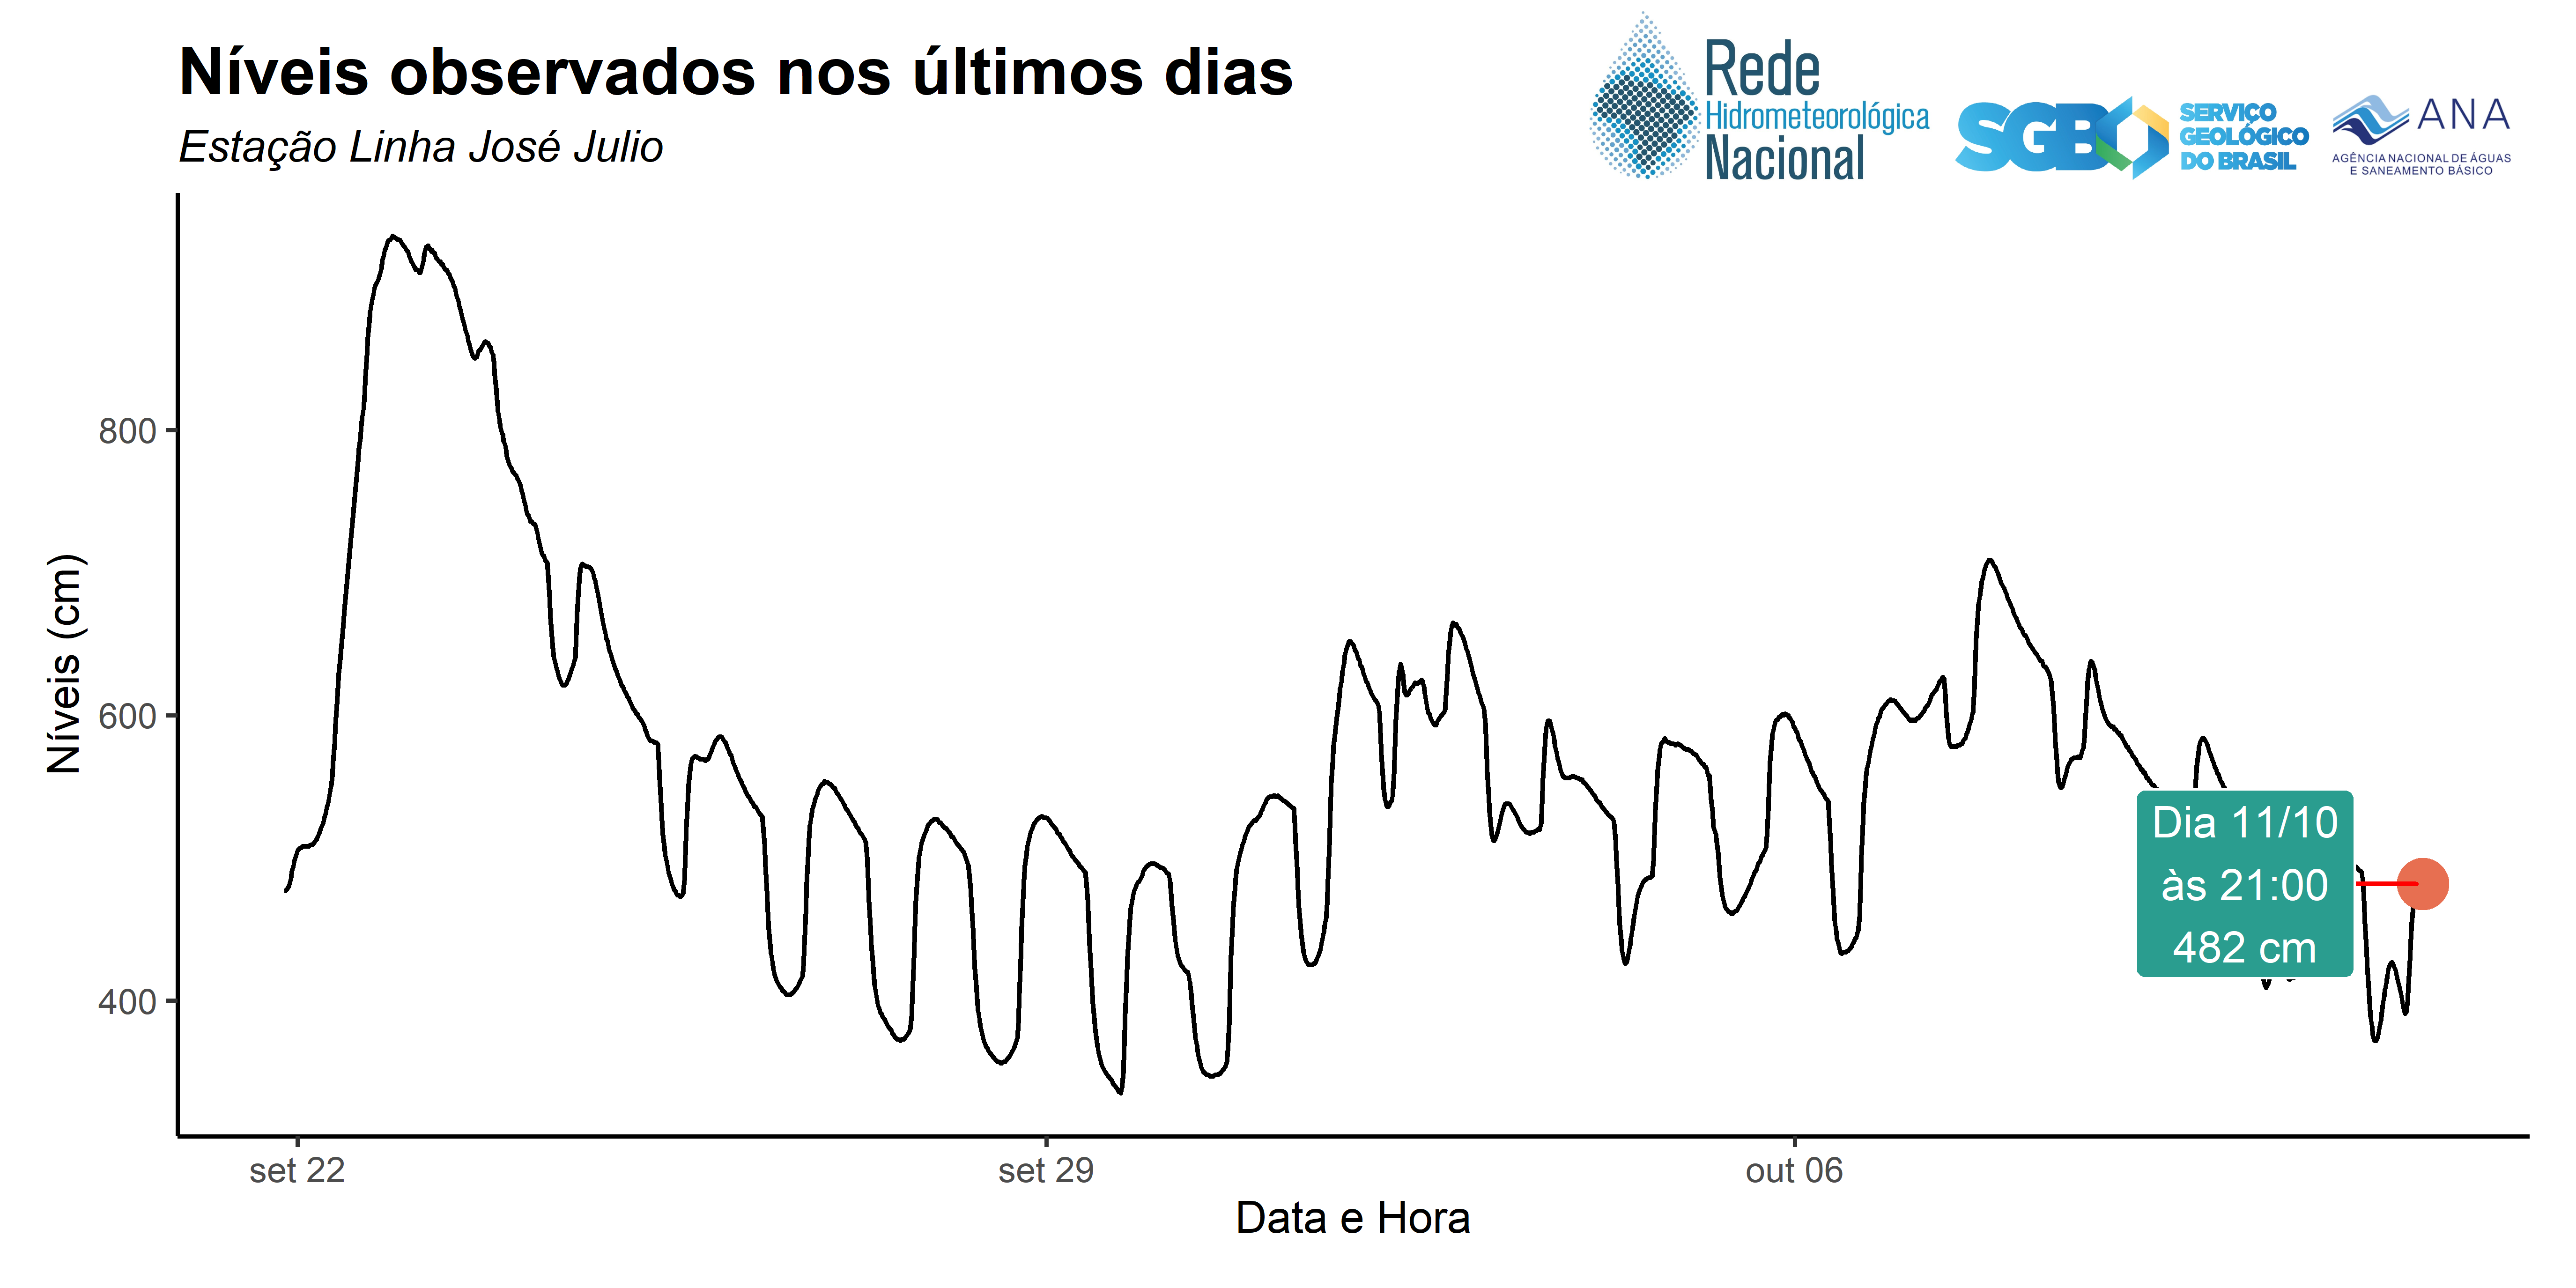 Níveis observados nos últimos dias
Estação Linha José Julio
Rede
Hidrometeorológica
Nacional
SGB
SERVIÇO
GEOLÓGICO
DO BRASIL
ANA
AGÊNCIA NACIONAL DE ÁGUAS
E SANEAMENTO BÁSICO
Níveis (cm)
800
600
400
Dia 11/10
às 21:00
482 cm
set 22
set 29
out 06
Data e Hora